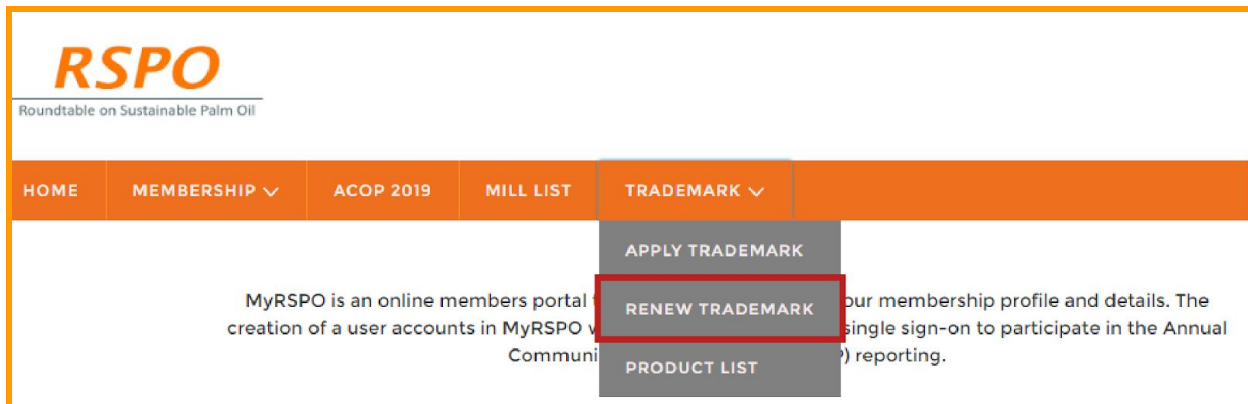 RSPO
Roundtable on Sustainable Palm Oil
HOME MEMBERSHIP ACOP 2019 MILL LIST TRADEMARK
APPLY TRADEMARK
RENEW TRADEMARK
PRODUCT LIST
MyRSPO is an online members portal our membership profile and details. The
creation of a user accounts in MyRSPO single sign-on to participate in the Annual
Communi ) reporting.